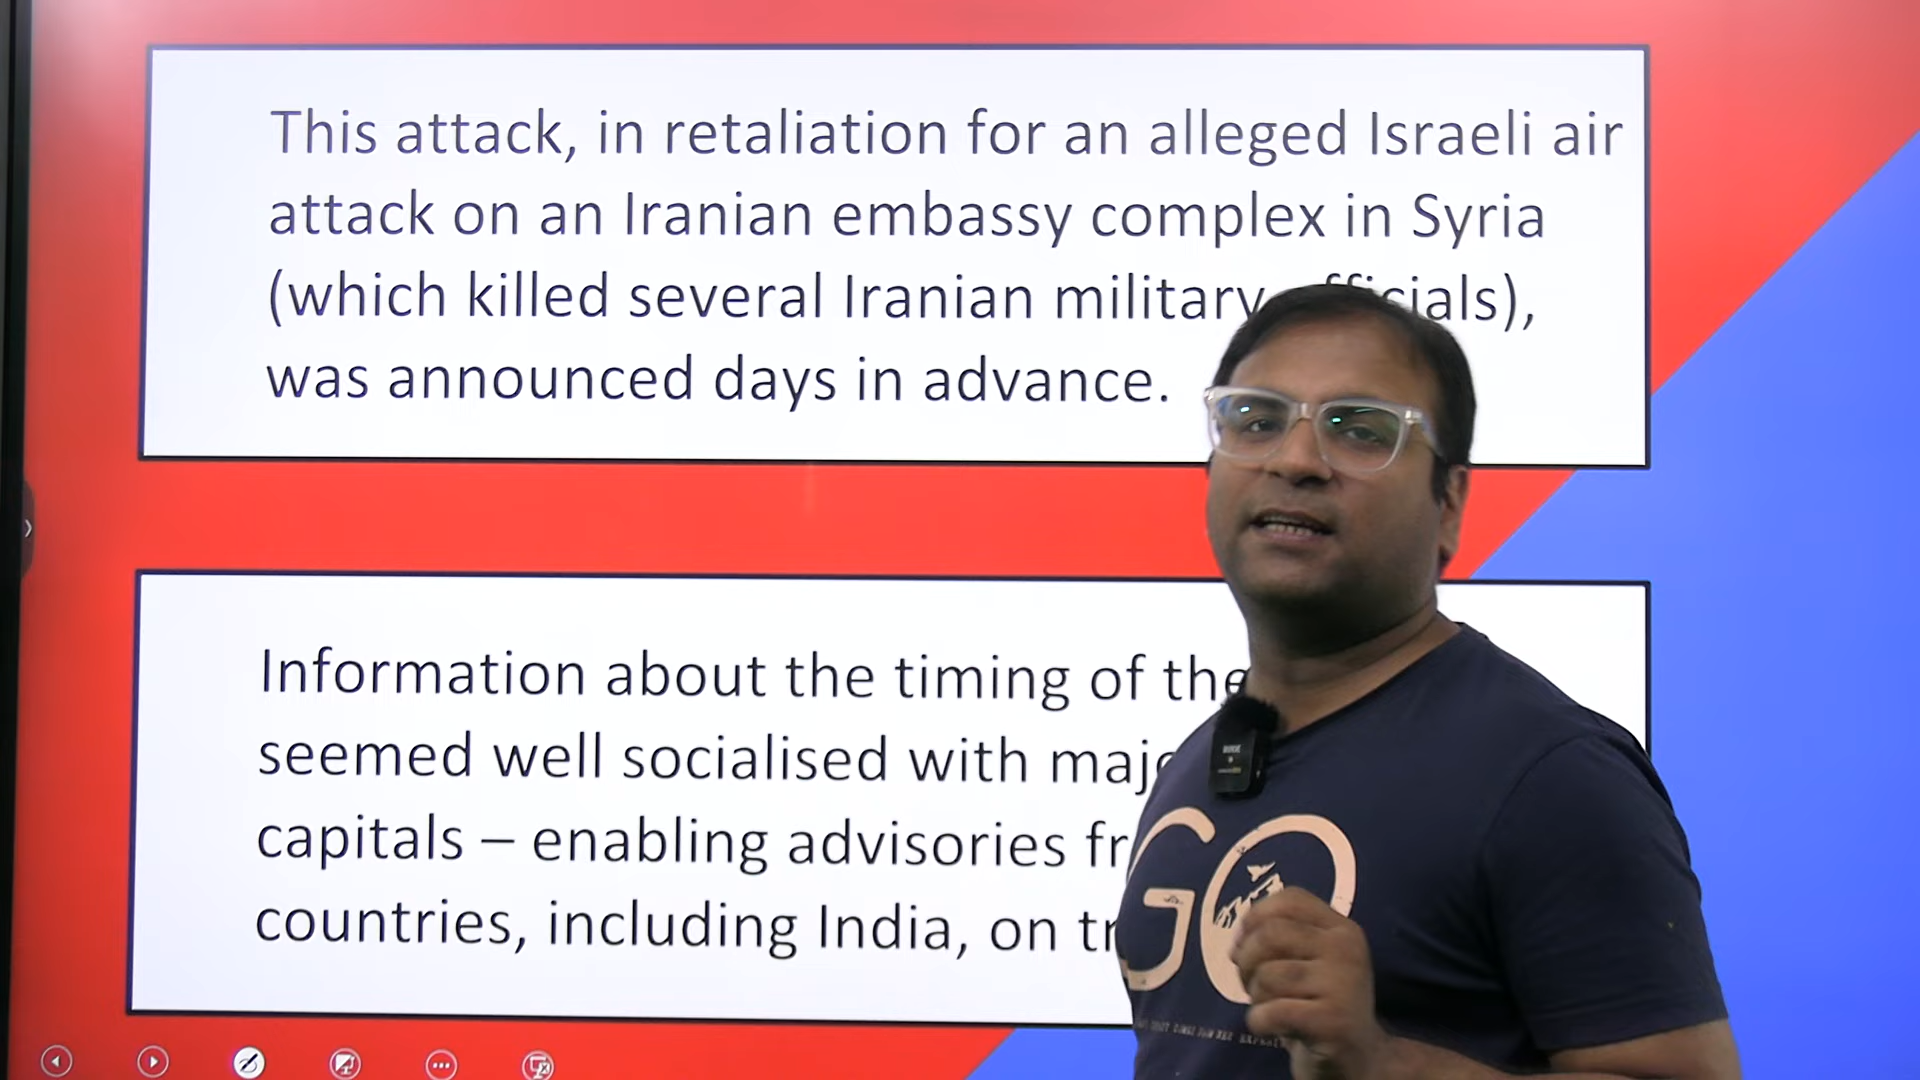 This attack, in retaliation for an alleged Israeli air
attack on an Iranian embassy complex in Syria
(which killed several Iranian military officials),
was announced days in advance.
Information about the timing of the
seemed well socialised with
capitals – enabling advisories
countries, including India, on
GO